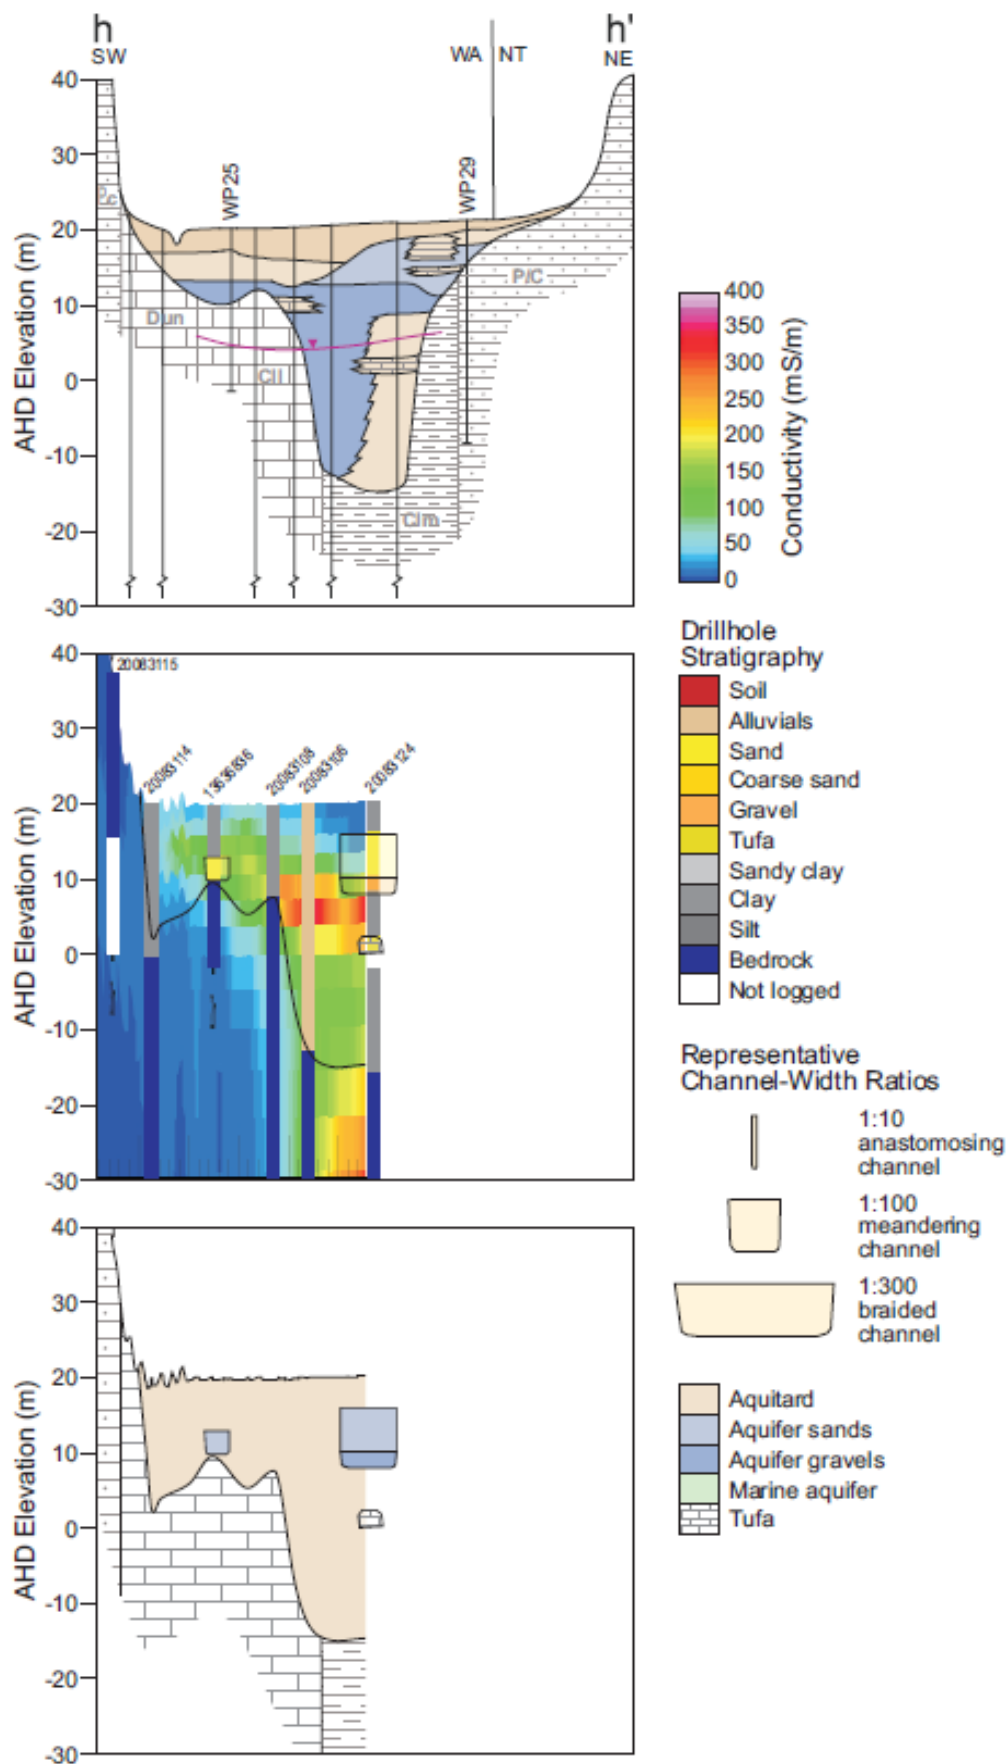 h
h'
SW
WA
NT
NE
40
30
20
10
0
-10
-20
-30
AHD Elevation (m)
WP25
WP29
P/C
Dun
Cll
Clm
400
350
300
250
200
150
100
50
0
Conductivity (mS/m)
40
30
20
10
0
-10
-20
-30
AHD Elevation (m)
20083115
20083114
20083108
20083106
20083124
Drillhole
Stratigraphy
Soil
Alluvials
Sand
Coarse sand
Gravel
Tufa
Sandy clay
Clay
Silt
Bedrock
Not logged
Representative
Channel-Width Ratios
1:10
anastomosing
channel
1:100
meandering
channel
1:300
braided
channel
40
30
20
10
0
-10
-20
-30
AHD Elevation (m)
Aquitard
Aquifer sands
Aquifer gravels
Marine aquifer
Tufa